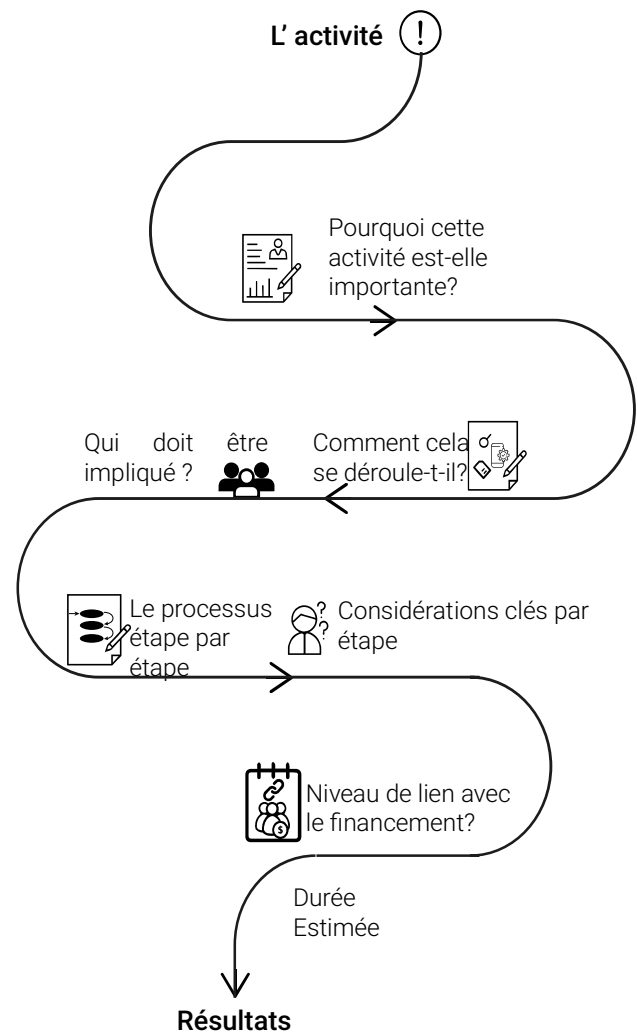 L' activité
Pourquoi cette
activité est-elle
importante?
Comment cela
se déroule-t-il?
Qui doit être
impliqué ?
Le processus
étape par
étape
Considérations clés par
étape
Niveau de lien avec
le financement?
Durée
Estimée
Résultats